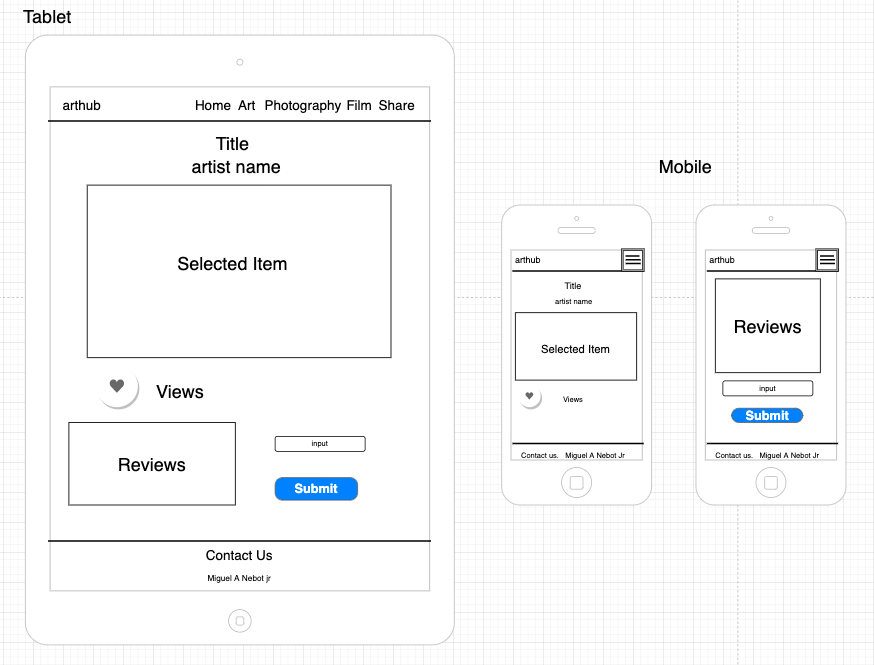 Tablet
arthub Home Art Photography Film Share
Title
artist name
Selected Item
Views
Reviews
input
Submit
Contact Us
Miguel A Nebot jr
Mobile
arthub
Title
artist name
Selected Item
Views
Contact us. Miguel A Nebot Jr
arthub
Reviews
input
Submit
Contact us. Miguel A Nebot Jr